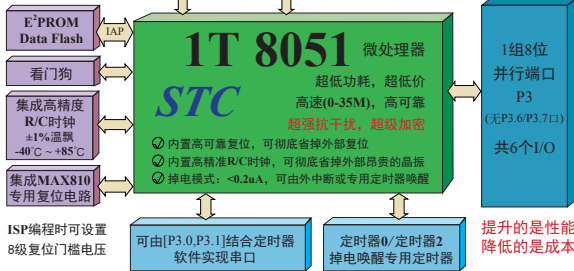 E²PROM
Data Flash
IAP
看门狗
集成高精度
R/C时钟
±1%温飘
-40℃ ~ +85℃
集成MAX810
专用复位电路
ISP编程时可设置
8级复位门槛电压
1T 8051 微处理器
STC
超低功耗，超低价
高速(0-35M)，高可靠
超强抗干扰，超级加密
内置高可靠复位，可彻底省掉外部复位
内置高精准R/C时钟，可彻底省掉外部昂贵的晶振
掉电模式：<0.2uA，可由外中断或专用定时器唤醒
1组8位
并行端口
P3
(无P3.6/P3.7口)
共6个I/O
可由[P3.0,P3.1]结合定时器
软件实现串口
定时器0/定时器2
掉电唤醒专用定时器
提升的是性能
降低的是成本